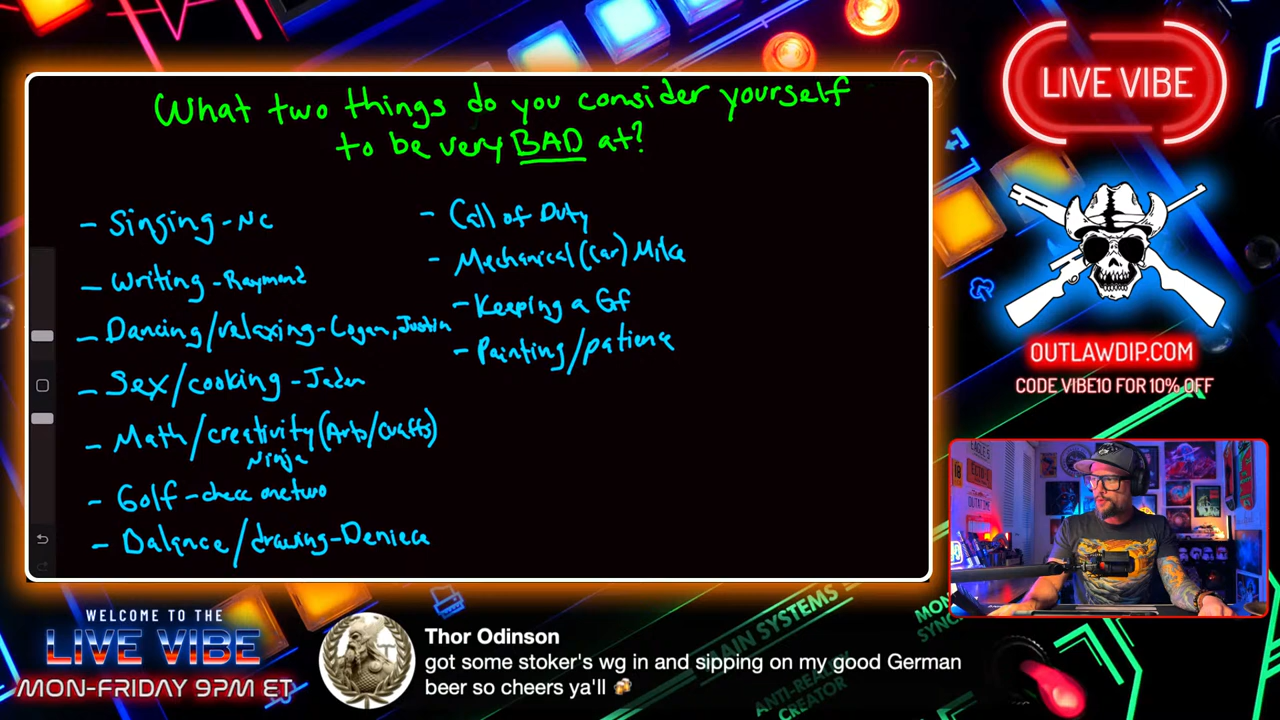 What two things do you consider yourself
to be very BAD at?
- Singing - NC
- Writing - Raymond
- Dancing/relaxing - Logan, Justin
- Sex/cooking - Jaden
- Math/creativity (Arts/crafts)
Ninja
- Golf - check one two
- Balance/drawing - Denieca
- Call of Duty
- Mechanical (car) Mike
- Keeping a GF
- Painting/patience
LIVE VIBE
OUTLAWDIP.COM
CODE VIBE10 FOR 10% OFF
WELCOME TO THE
LIVE VIBE
MON-FRIDAY 9PM ET
Thor Odinson
got some stoker's wg in and sipping on my good German
beer so cheers ya'll 🍻